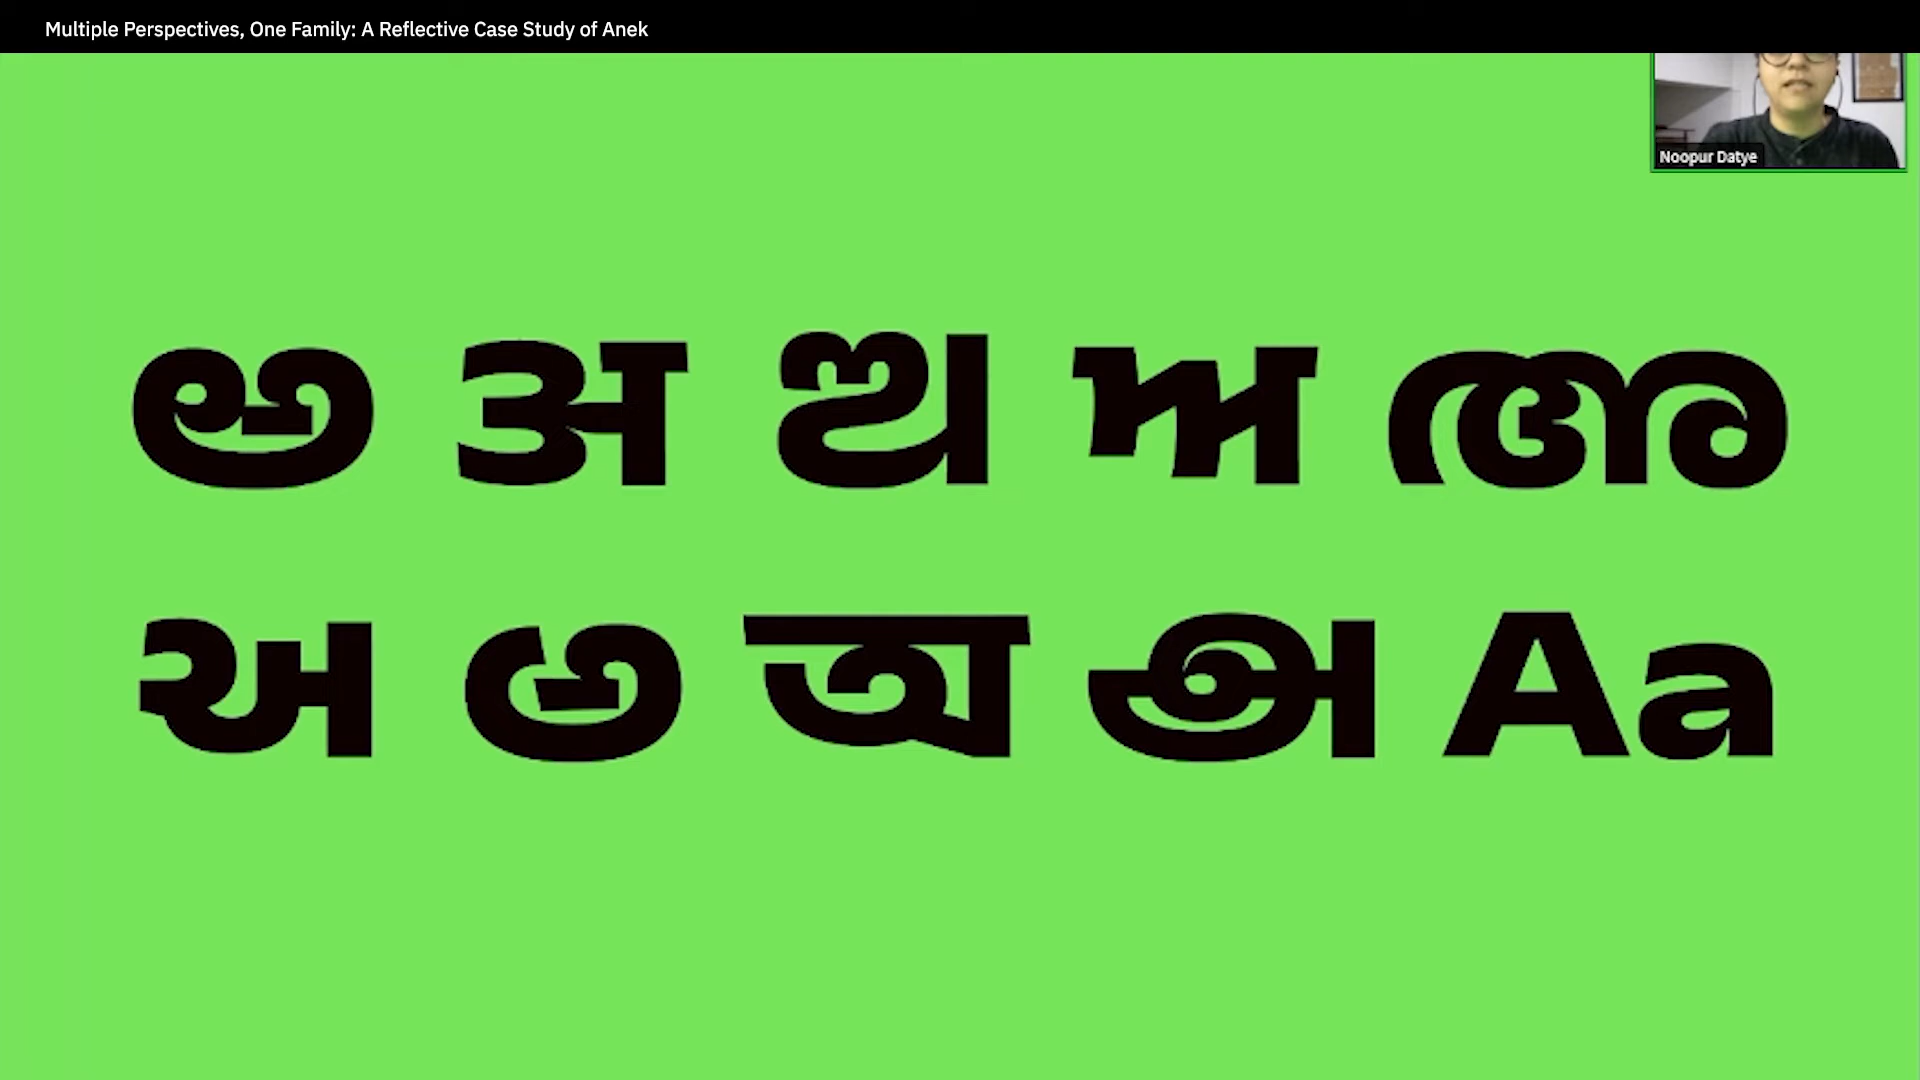 Multiple Perspectives, One Family: A Reflective Case Study of Anek
Noopur Datye
ಅ अ ଅ ਅ അ
અ అ অ அ Aa